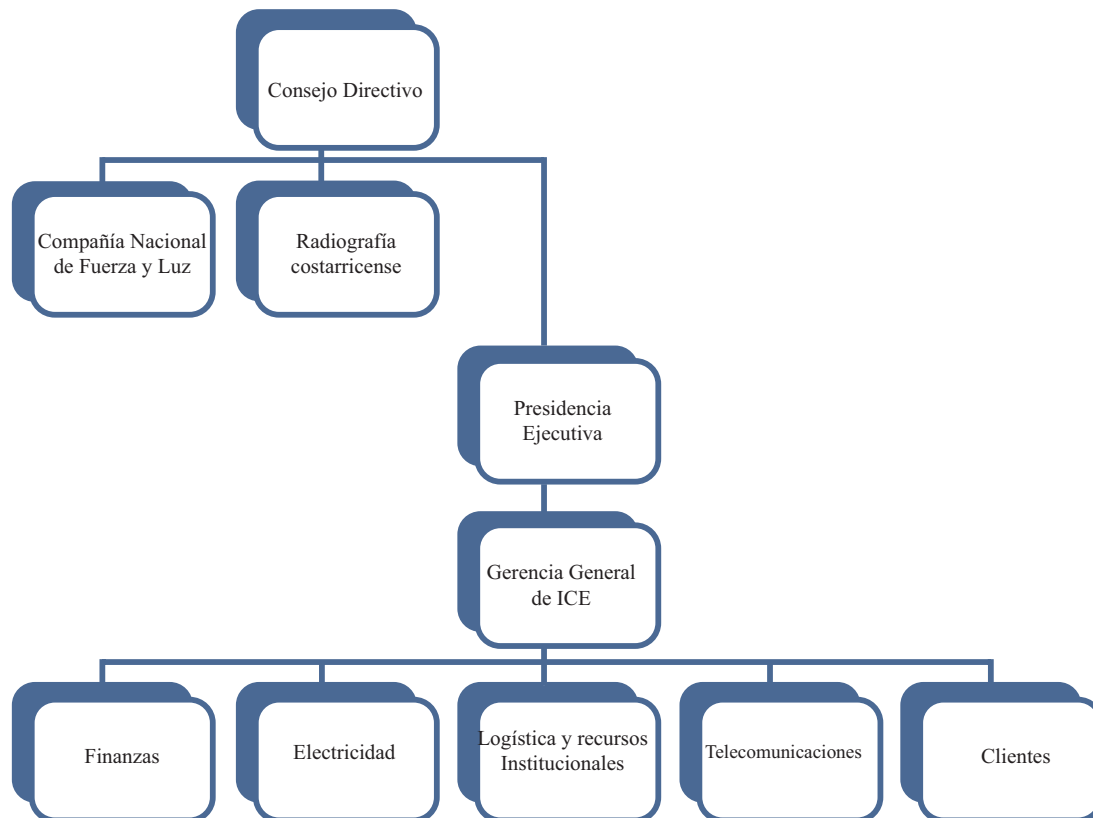 Consejo Directivo
Compañía Nacional
de Fuerza y Luz
Radiografía
costarricense
Presidencia
Ejecutiva
Gerencia General
de ICE
Finanzas
Electricidad
Logística y recursos
Institucionales
Telecomunicaciones
Clientes